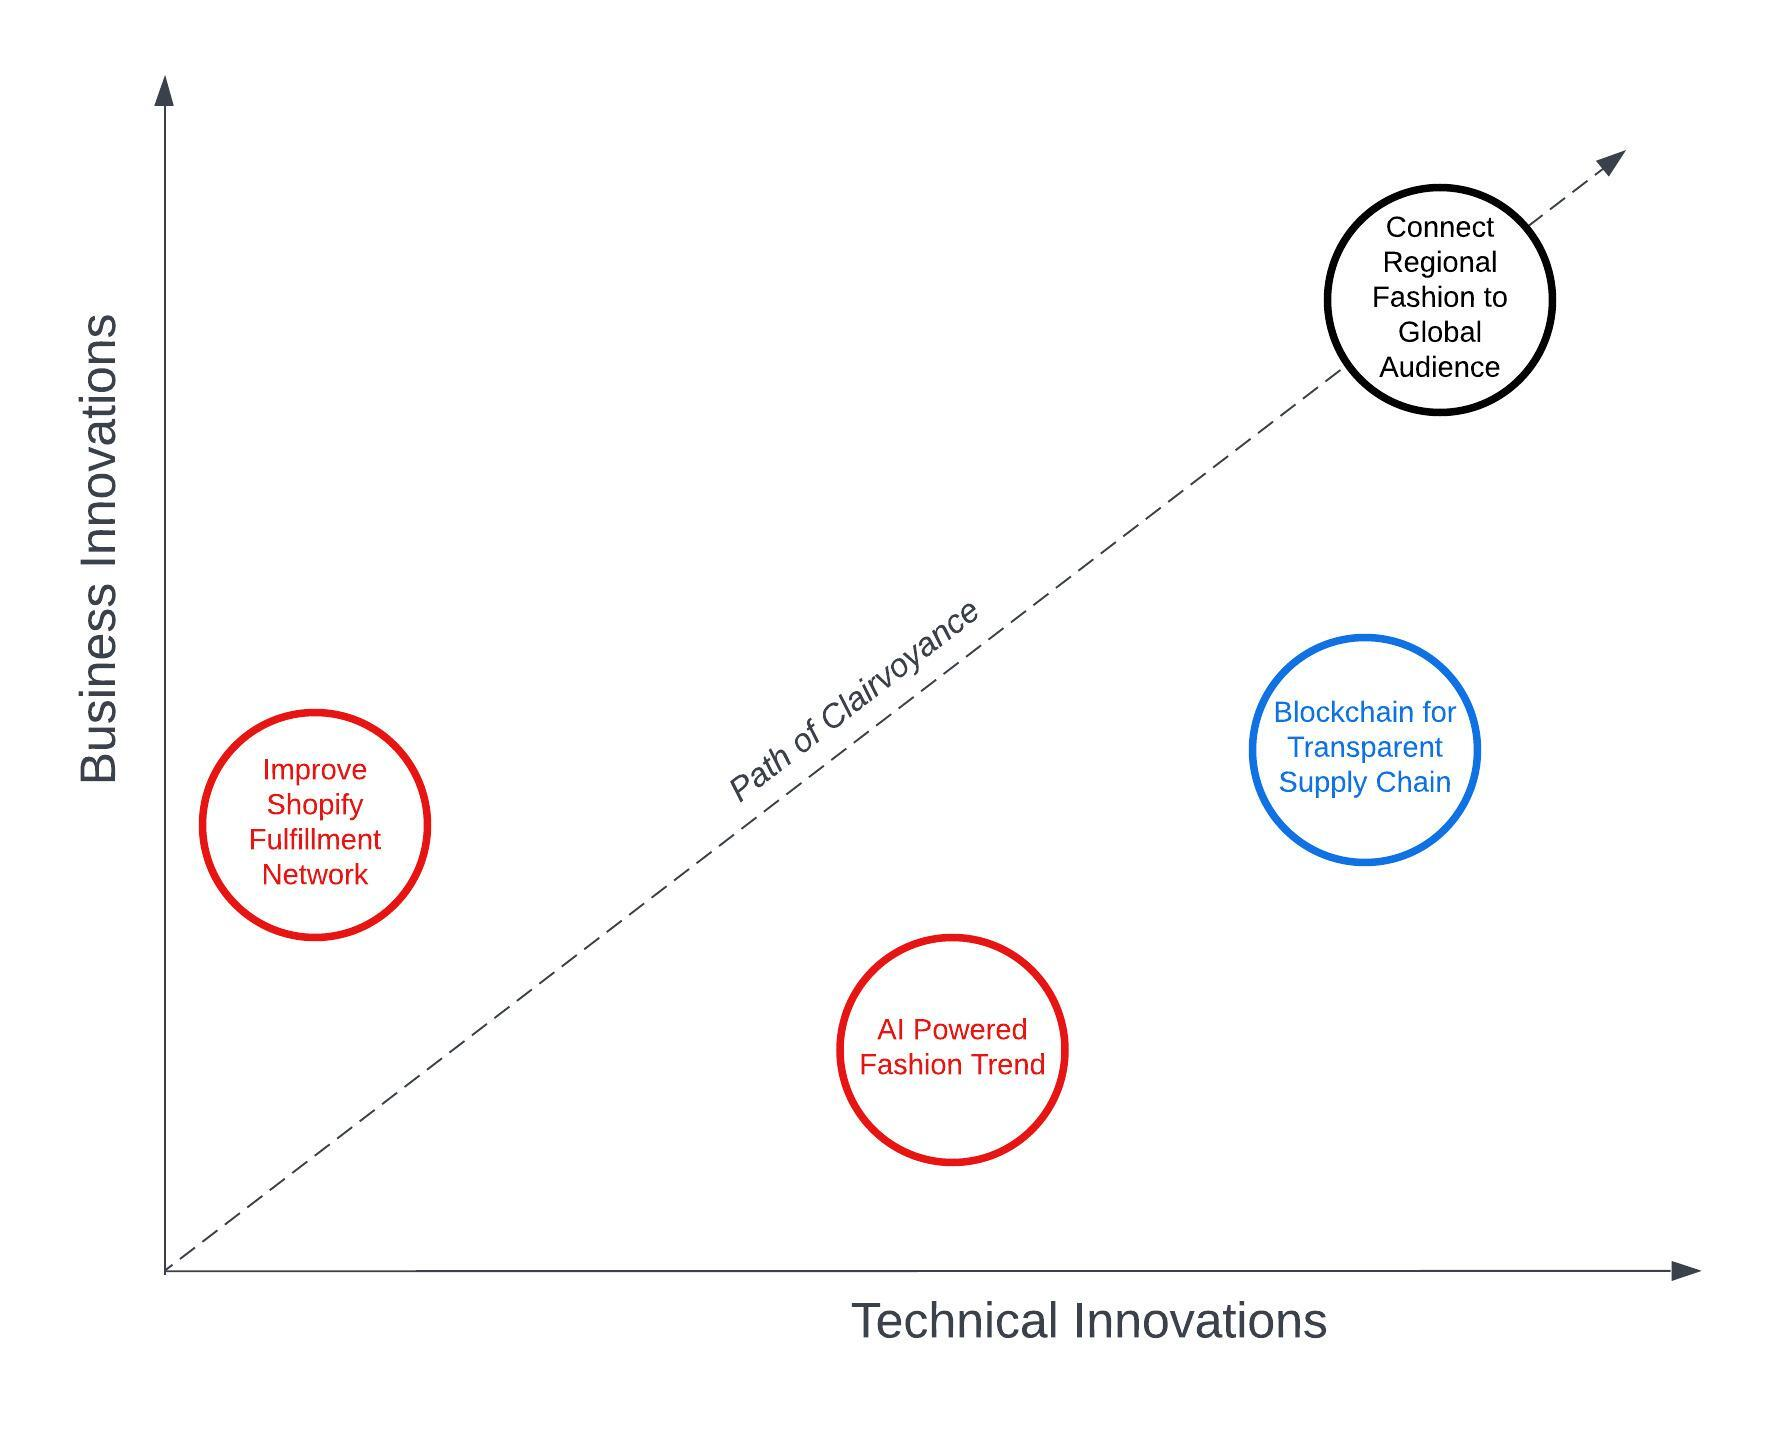 Business Innovations
Connect
Regional
Fashion to
Global
Audience
Path of Clairvoyance
Blockchain for
Transparent
Supply Chain
Improve
Shopify
Fulfillment
Network
AI Powered
Fashion Trend
Technical Innovations